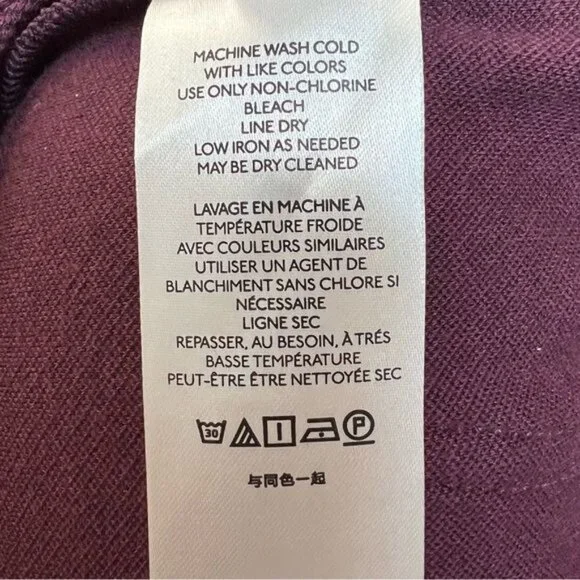 MACHINE WASH COLD
WITH LIKE COLORS
USE ONLY NON-CHLORINE
BLEACH
LINE DRY
LOW IRON AS NEEDED
MAY BE DRY CLEANED
LAVAGE EN MACHINE À
TEMPÉRATURE FROIDE
AVEC COULEURS SIMILAIRES
UTILISER UN AGENT DE
BLANCHIMENT SANS CHLORE SI
NÉCESSAIRE
LIGNE SEC
REPASSER, AU BESOIN, À TRÉS
BASSE TEMPÉRATURE
PEUT-ÊTRE ÊTRE NETTOYÉE SEC
30 P
与同色一起